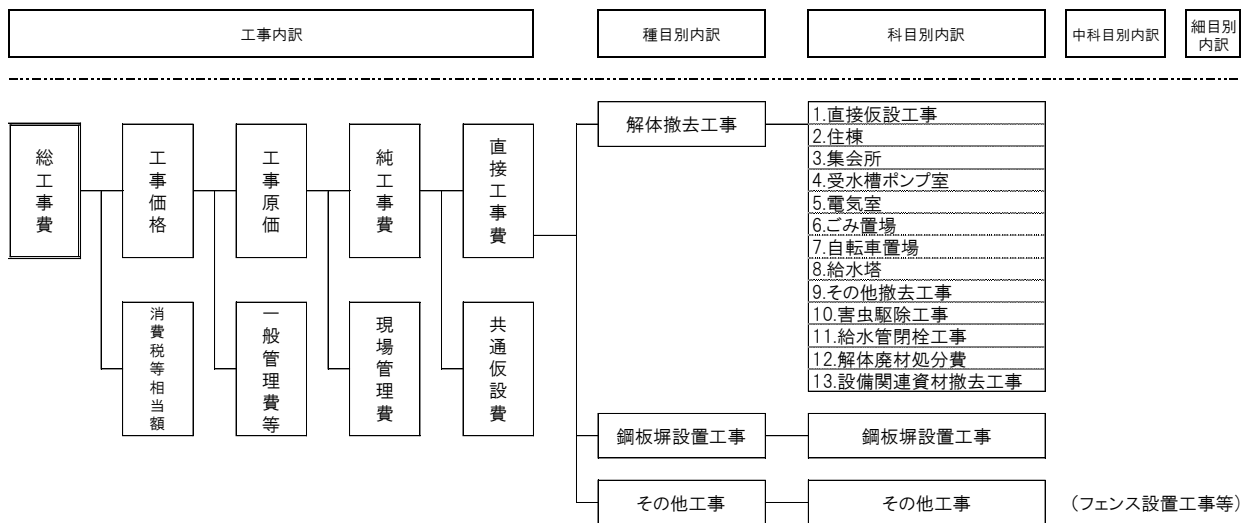 工事内訳
種目別内訳
科目別内訳
中科目別内訳
細目別
内訳
総工事費
工事価格
工事原価
純工事費
直接工事費
消費税等相当額
一般管理費等
現場管理費
共通仮設費
解体撤去工事
1.直接仮設工事
2.住棟
3.集会所
4.受水槽ポンプ室
5.電気室
6.ごみ置場
7.自転車置場
8.給水塔
9.その他撤去工事
10.害虫駆除工事
11.給水管閉栓工事
12.解体廃材処分費
13.設備関連資材撤去工事
鋼板塀設置工事
鋼板塀設置工事
その他工事
その他工事
(フェンス設置工事等)